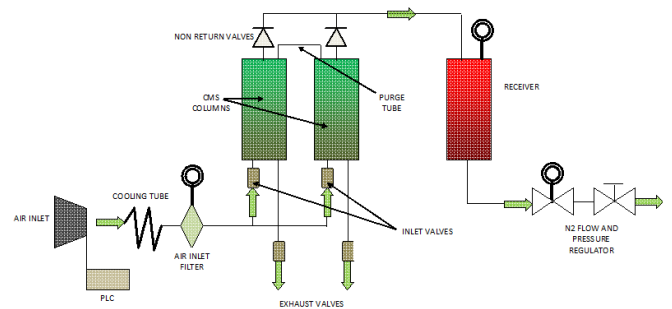 NON RETURN VALVES
CMS
COLUMNS
PURGE
TUBE
RECEIVER
COOLING TUBE
AIR INLET
AIR INLET
FILTER
PLC
INLET VALVES
EXHAUST VALVES
N2 FLOW AND
PRESSURE
REGULATOR